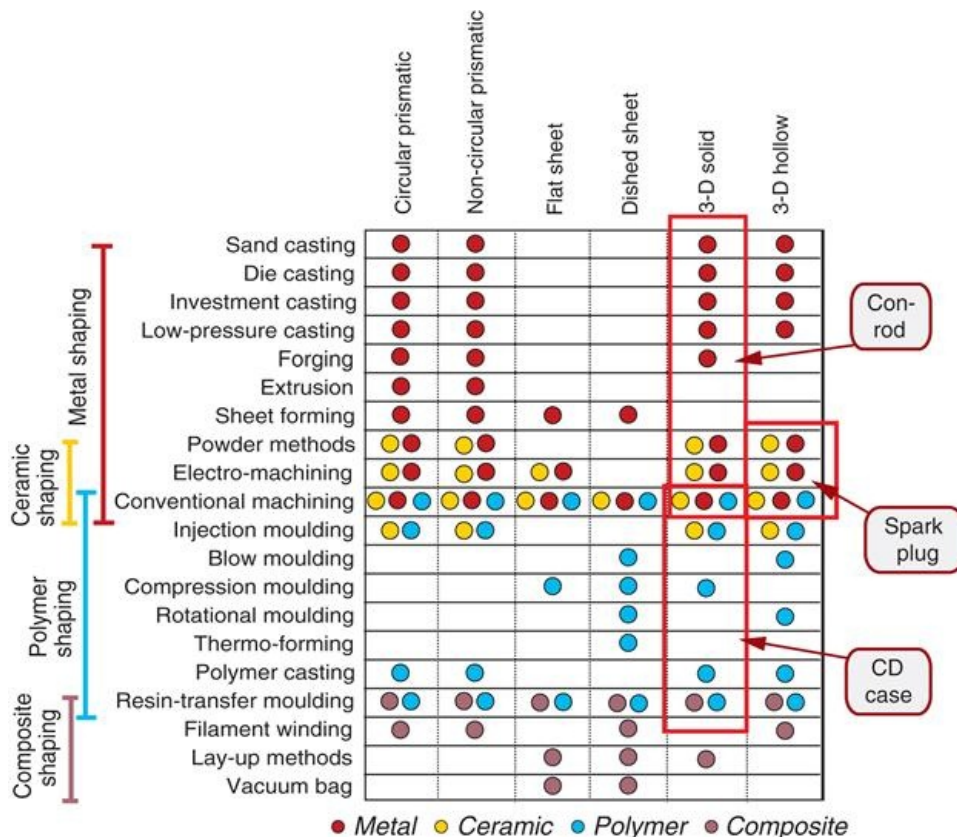 Circular prismatic
Non-circular prismatic
Flat sheet
Dished sheet
3-D solid
3-D hollow
Metal shaping
Ceramic
shaping
Polymer
shaping
Composite
shaping
Sand casting
Die casting
Investment casting
Low-pressure casting
Forging
Extrusion
Sheet forming
Powder methods
Electro-machining
Conventional machining
Injection moulding
Blow moulding
Compression moulding
Rotational moulding
Thermo-forming
Polymer casting
Resin-transfer moulding
Filament winding
Lay-up methods
Vacuum bag
Con-
rod
Spark
plug
CD
case
Metal
Ceramic
Polymer
Composite